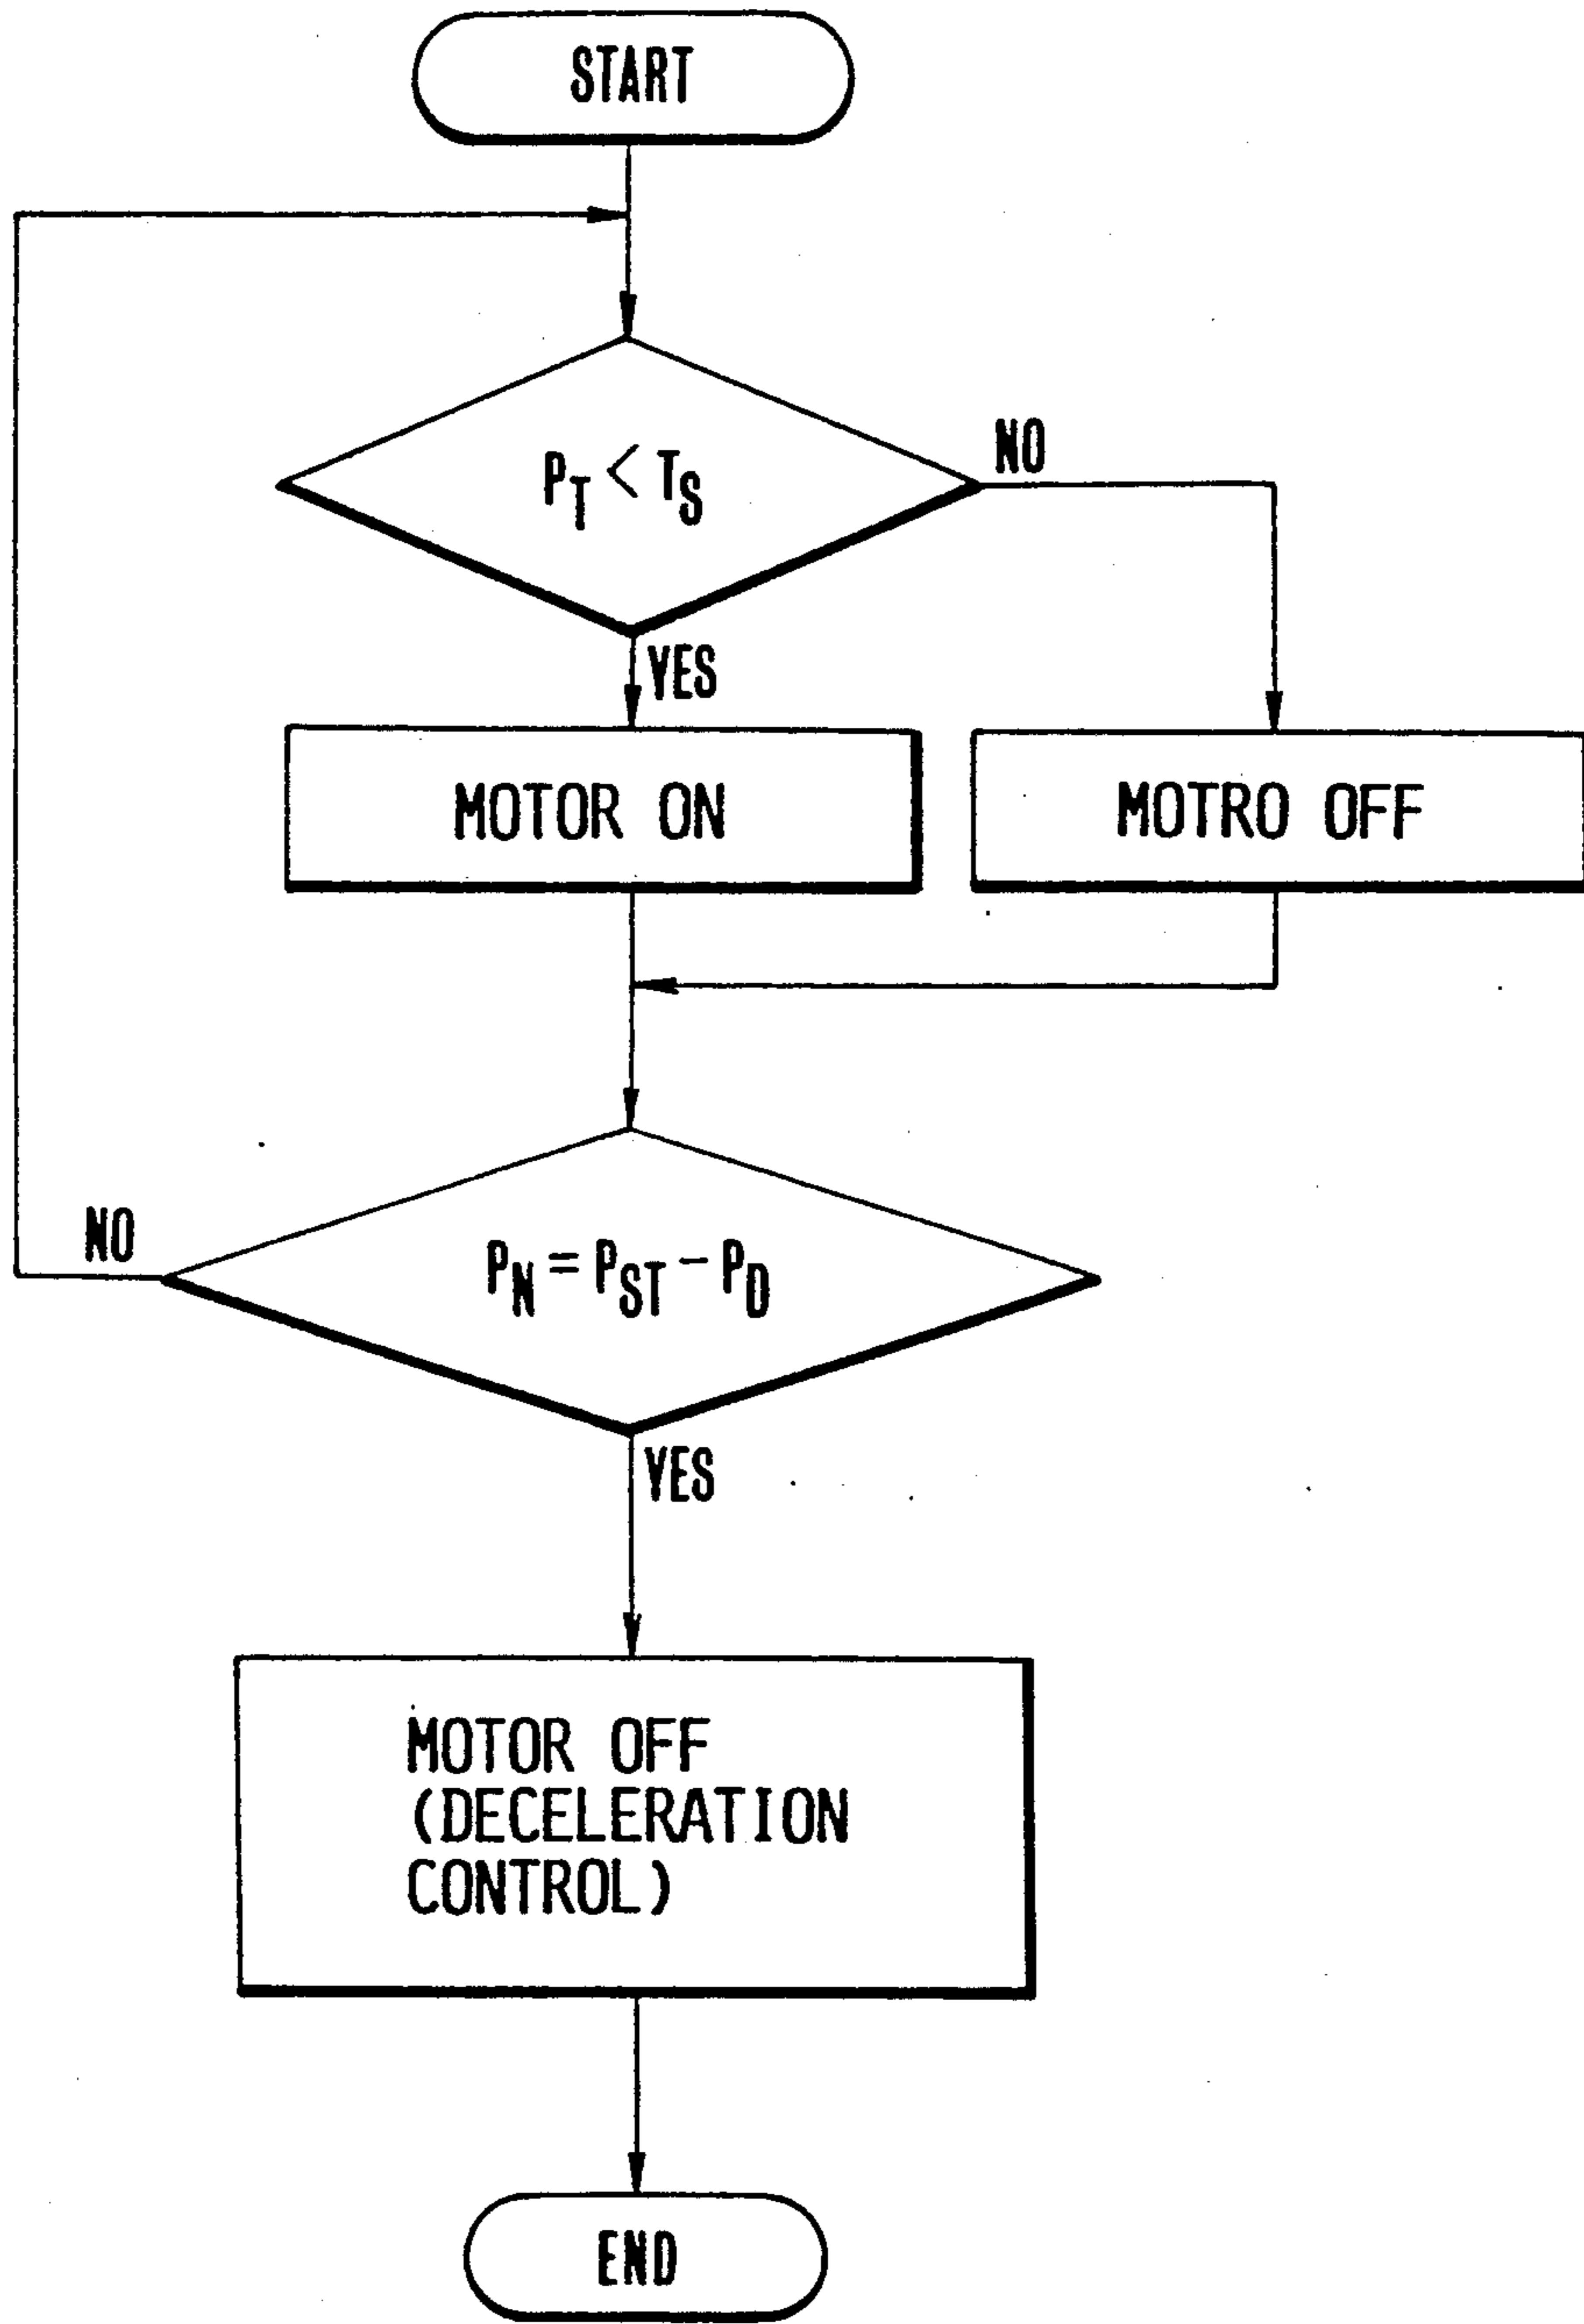 START
P_T < T_S
NO
YES
MOTOR ON
MOTRO OFF
NO
P_N = P_ST - P_D
YES
MOTOR OFF
(DECELERATION
CONTROL)
END